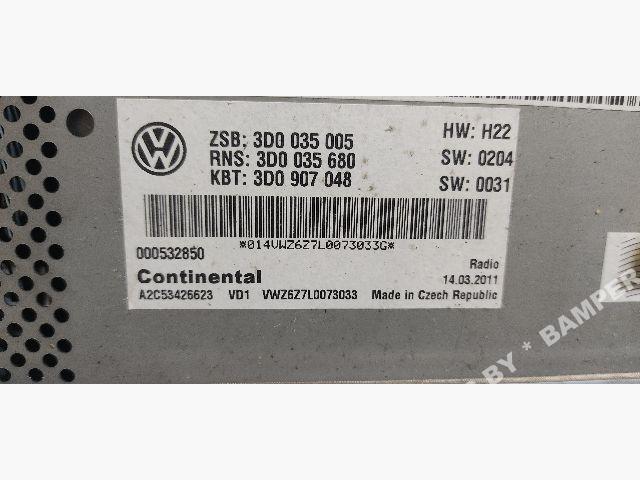 ZSB: 3D0 035 005
RNS: 3D0 035 680
KBT: 3D0 907 048
HW: H22
SW: 0204
SW: 0031
*014VWZ6Z7L0073033G*
000532850
Continental
Radio
14.03.2011
A2C53426623 VD1 VWZ6Z7L0073033 Made in Czech Republic
BY * BAMPER